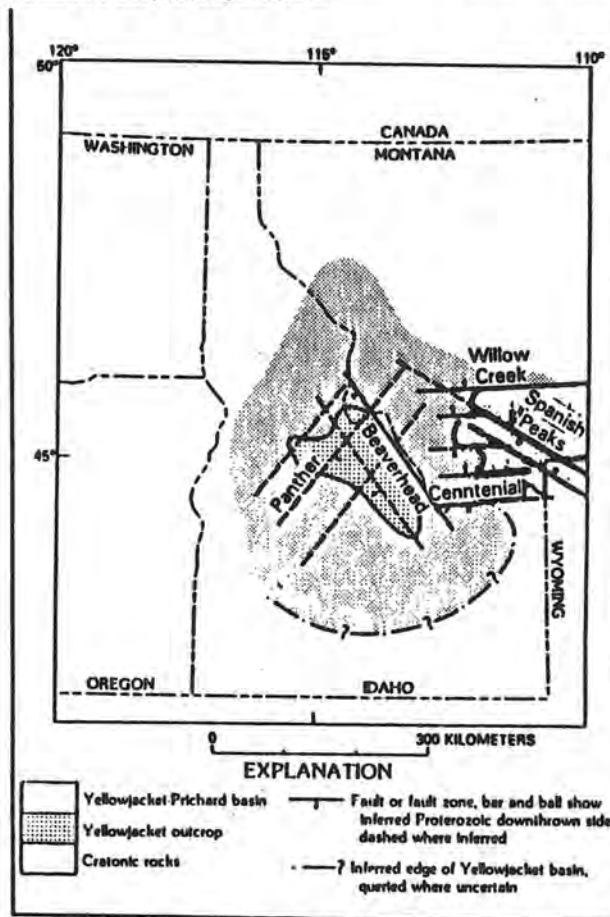 120°
115°
110°
50°
CANADA
WASHINGTON
MONTANA
Willow
Creek
Spanish
Peaks
Beaverhead
45°
Panther
Cenntenial
WYOMING
?
?
?
OREGON
IDAHO
0
300 KILOMETERS
EXPLANATION
Yellowjacket-Prichard basin
Yellowjacket outcrop
Cratonic rocks
Fault or fault zone, bar and ball show
Inferred Proterozoic downthrown side
dashed where inferred
? Inferred edge of Yellowjacket basin,
queried where uncertain